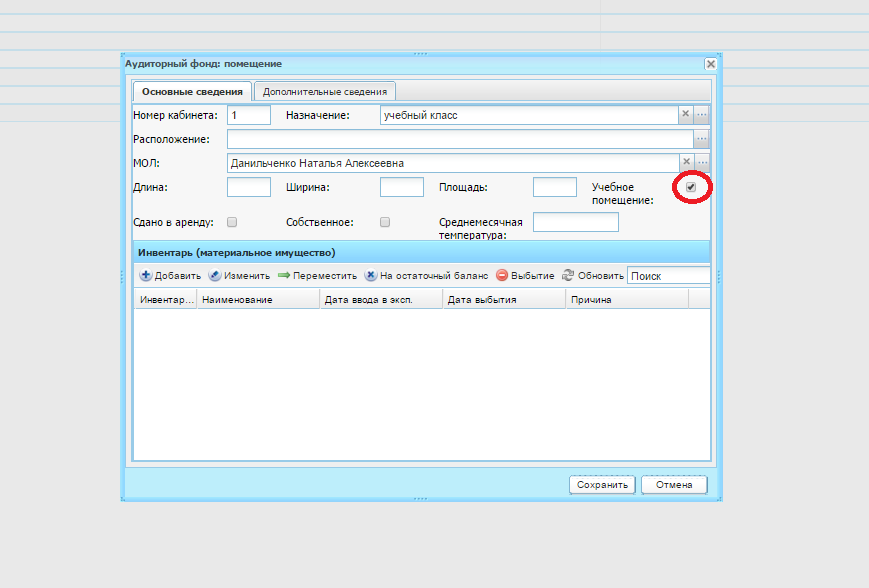 Аудиторный фонд: помещение
Основные сведения Дополнительные сведения
Номер кабинета: 1 Назначение: учебный класс
Расположение:
МОЛ: Данильченко Наталья Алексеевна
Длина: Ширина: Площадь: Учебное помещение:
Сдано в аренду: Собственное: Среднемесячная температура:
Инвентарь (материальное имущество)
Добавить Изменить Переместить На остаточный баланс Выбытие Обновить Поиск
Инвентар... Наименование Дата ввода в эксп. Дата выбытия Причина
Сохранить Отмена